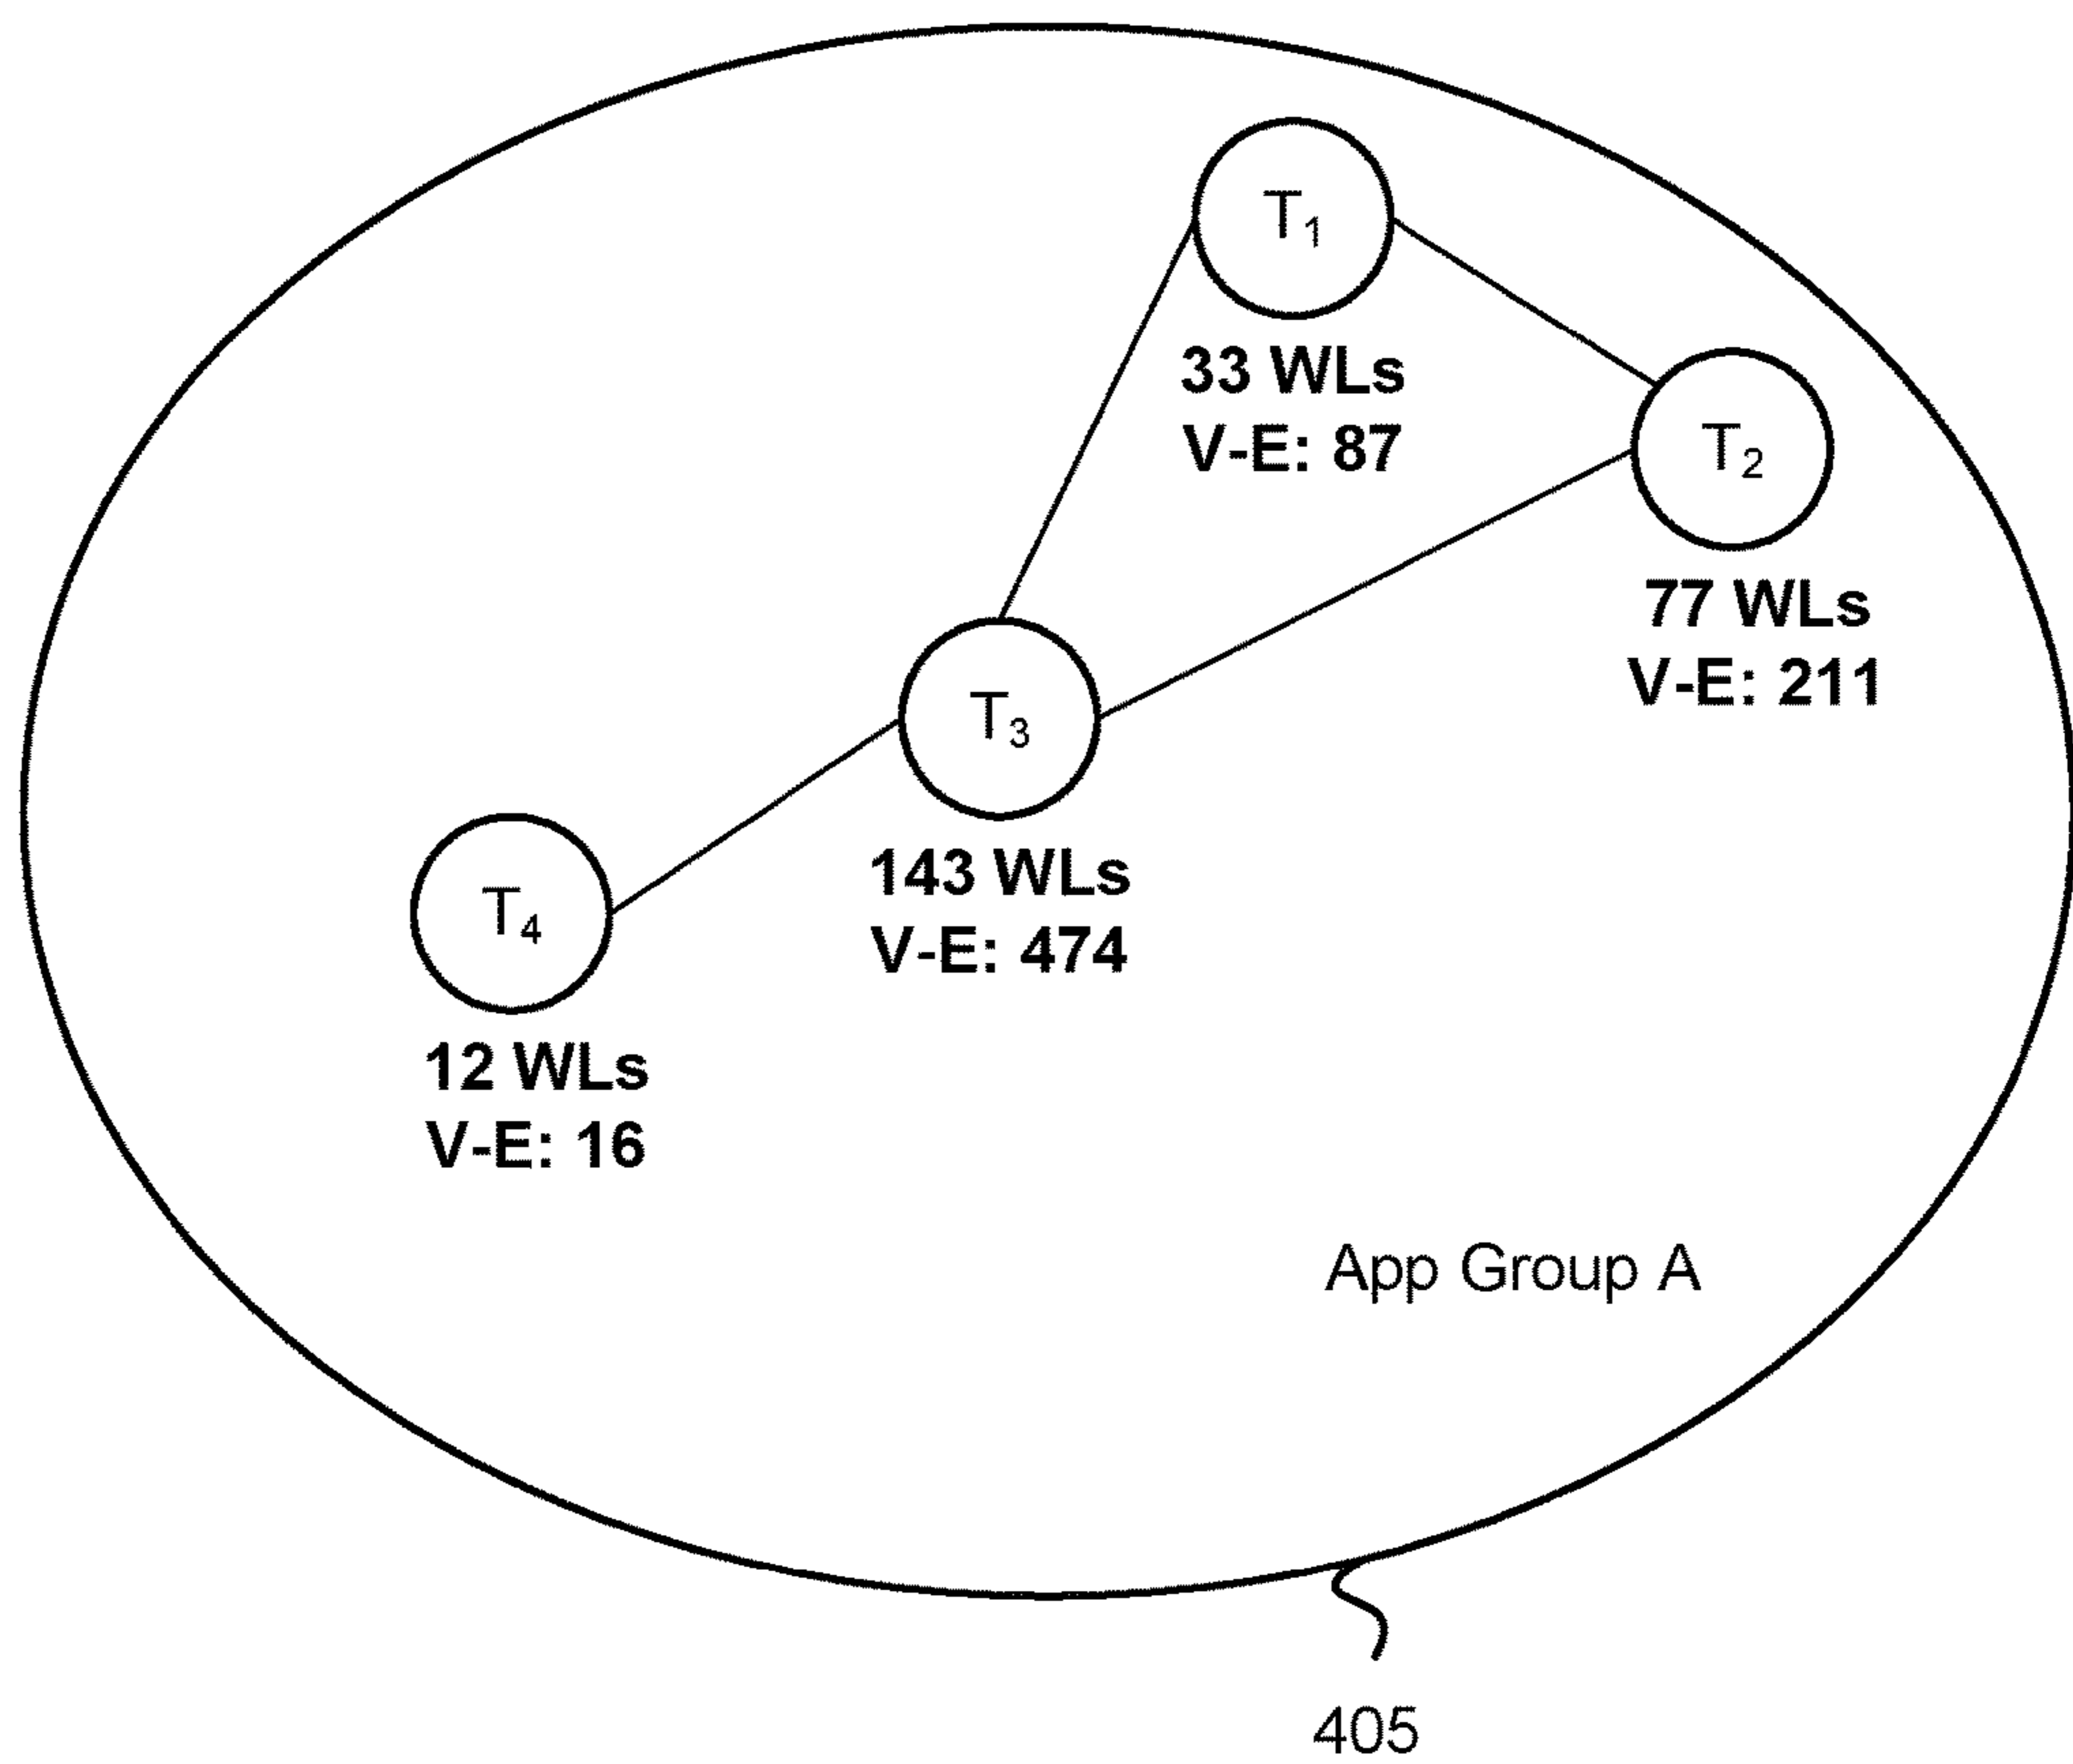 T₁
33 WLs
V-E: 87
T₂
77 WLs
V-E: 211
T₃
143 WLs
V-E: 474
T₄
12 WLs
V-E: 16
App Group A
405